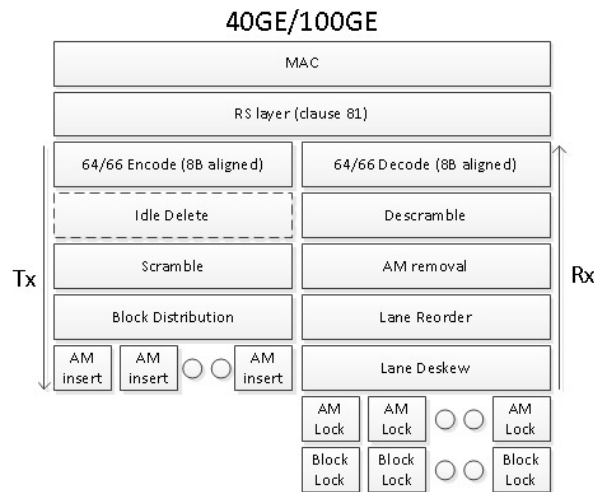 40GE/100GE
MAC
RS layer (clause 81)
64/66 Encode (8B aligned)
64/66 Decode (8B aligned)
Idle Delete
Descramble
Tx
Scramble
AM removal
Rx
Block Distribution
Lane Reorder
AM
insert
AM
insert
AM
insert
Lane Deskew
AM
Lock
AM
Lock
AM
Lock
Block
Lock
Block
Lock
Block
Lock